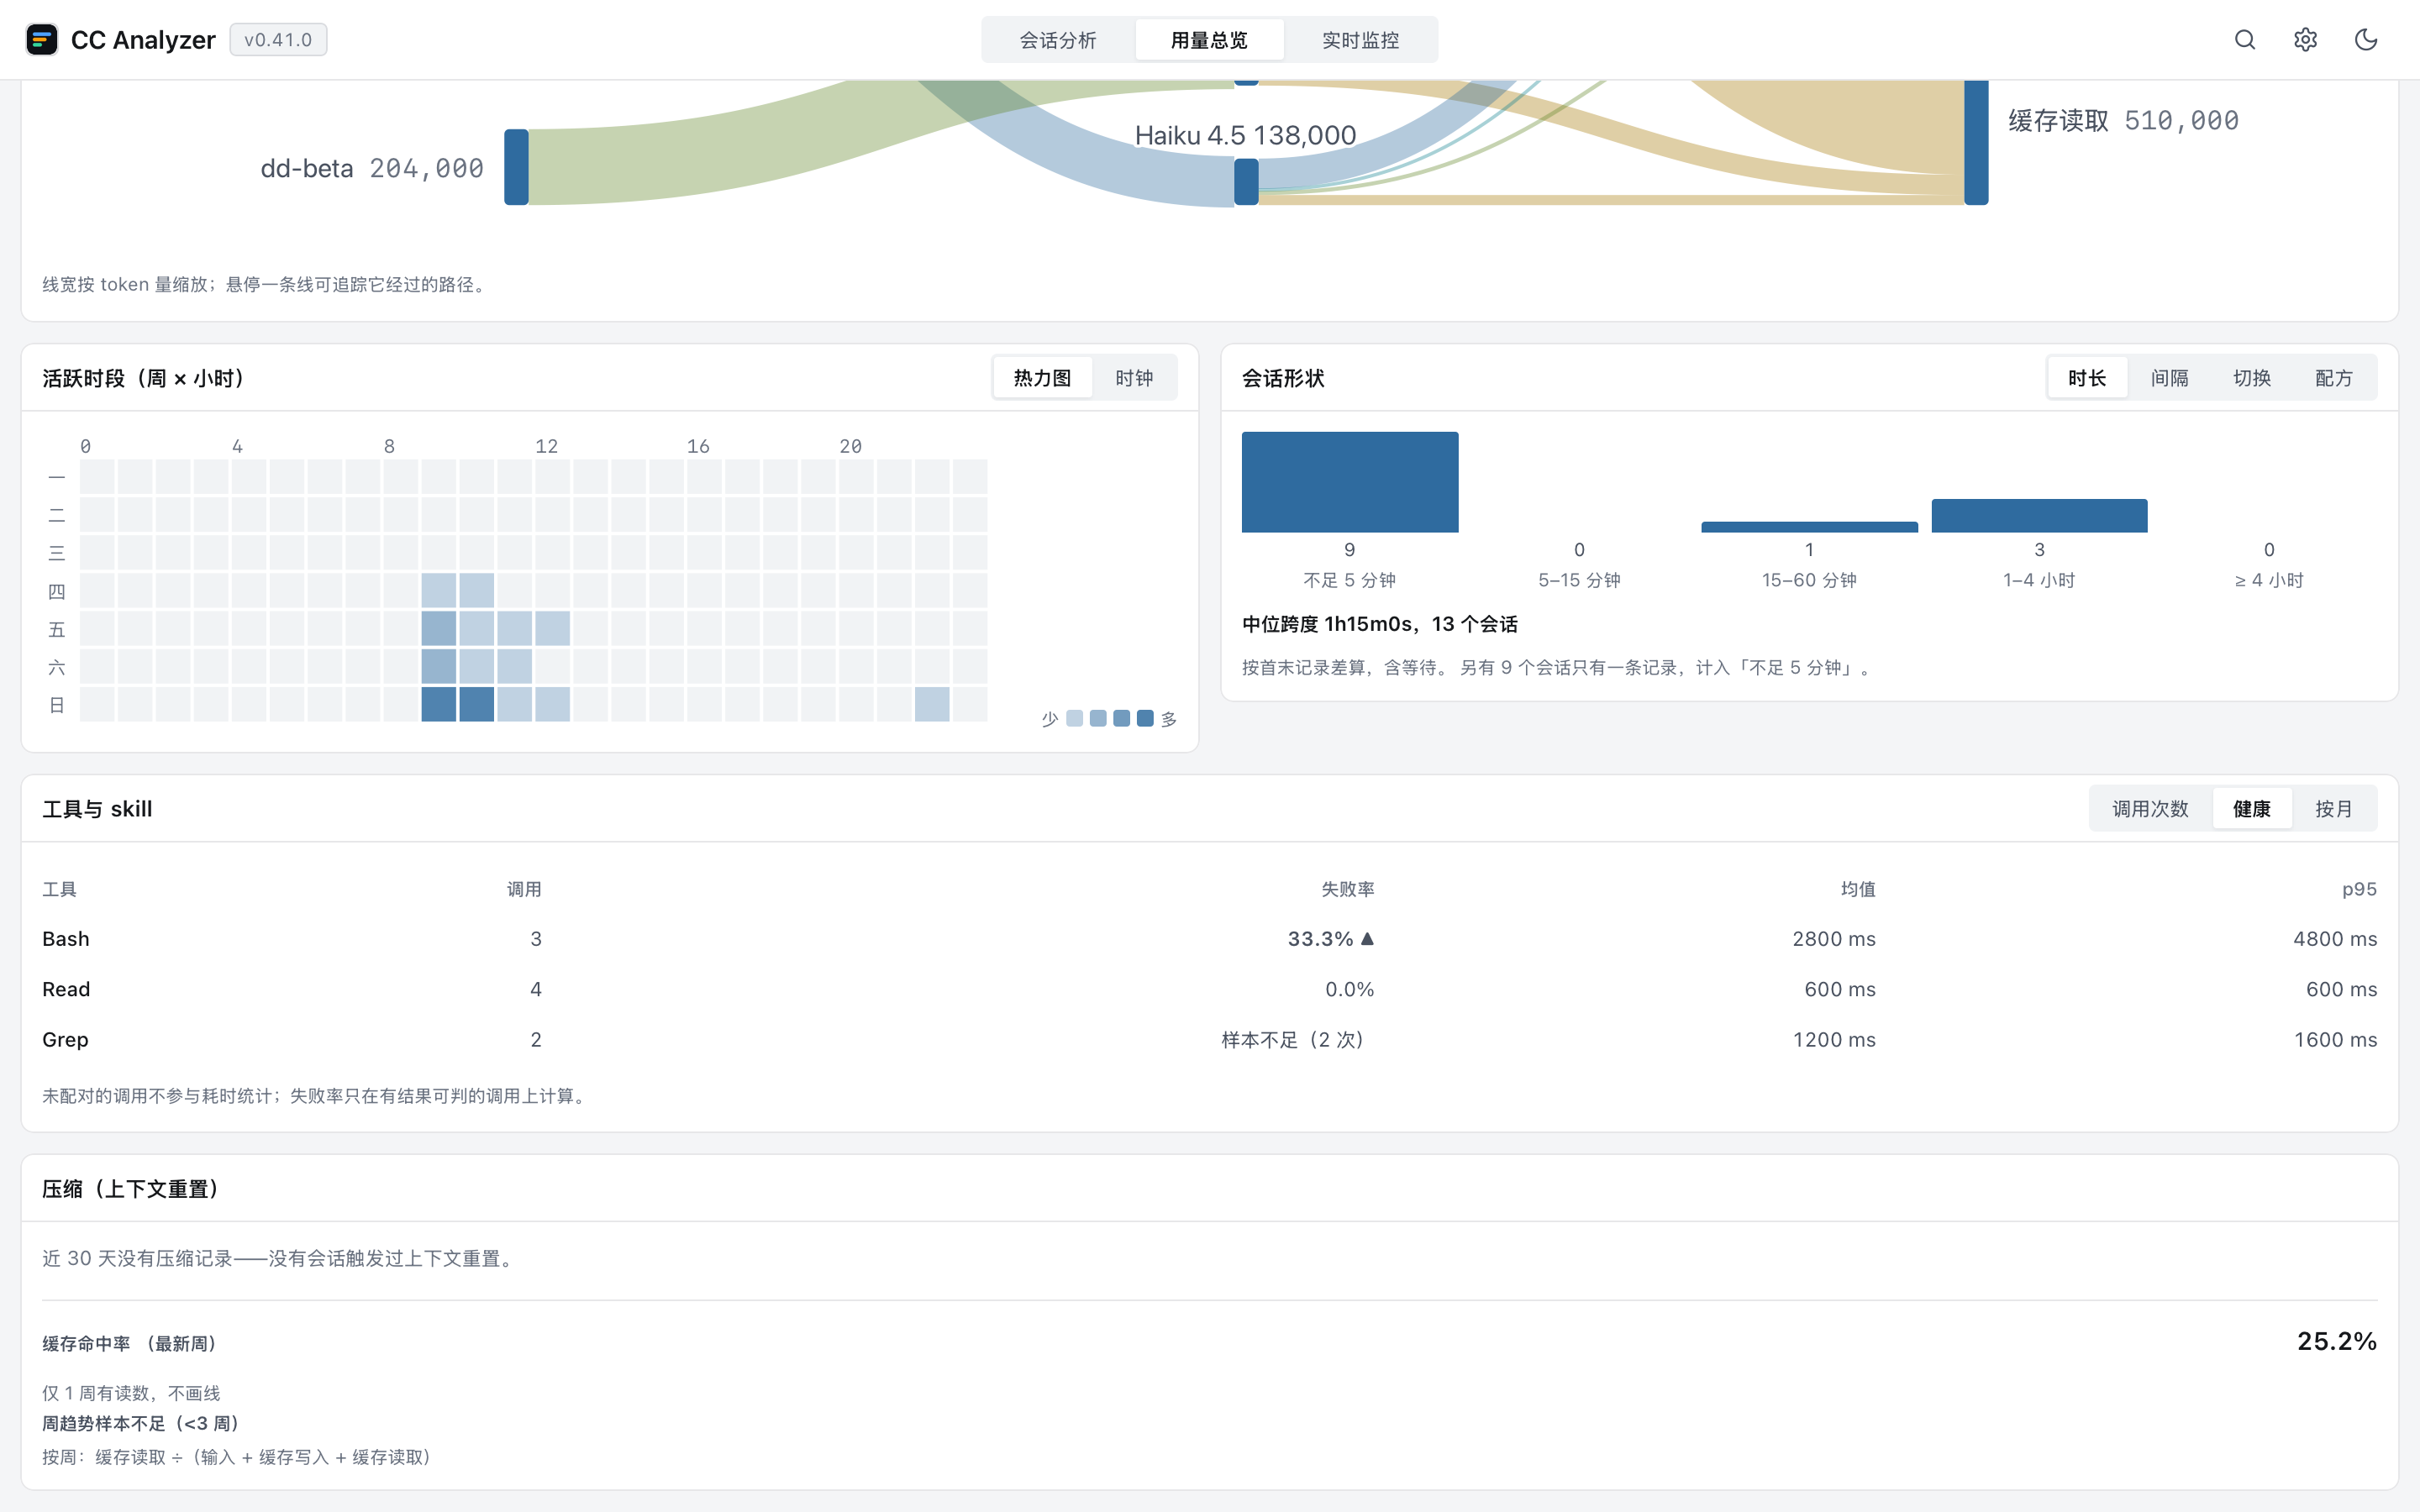 CC Analyzer v0.41.0
会话分析 用量总览 实时监控
Haiku 4.5 138,000
缓存读取 510,000
dd-beta 204,000
线宽按 token 量缩放；悬停一条线可追踪它经过的路径。
活跃时段（周 × 小时）
热力图 时钟
0 4 8 12 16 20
一
二
三
四
五
六
日
少 多
会话形状
时长 间隔 切换 配方
9 0 1 3 0
不足 5 分钟 5–15 分钟 15–60 分钟 1–4 小时 ≥ 4 小时
中位跨度 1h15m0s，13 个会话
按首末记录差算，含等待。 另有 9 个会话只有一条记录，计入「不足 5 分钟」。
工具与 skill
调用次数 健康 按月
工具 调用 失败率 均值 p95
Bash 3 33.3% ▲ 2800 ms 4800 ms
Read 4 0.0% 600 ms 600 ms
Grep 2 样本不足（2 次） 1200 ms 1600 ms
未配对的调用不参与耗时统计；失败率只在有结果可判的调用上计算。
压缩（上下文重置）
近 30 天没有压缩记录——没有会话触发过上下文重置。
缓存命中率 （最新周） 25.2%
仅 1 周有读数，不画线
周趋势样本不足（<3 周）
按周：缓存读取 ÷（输入 + 缓存写入 + 缓存读取）